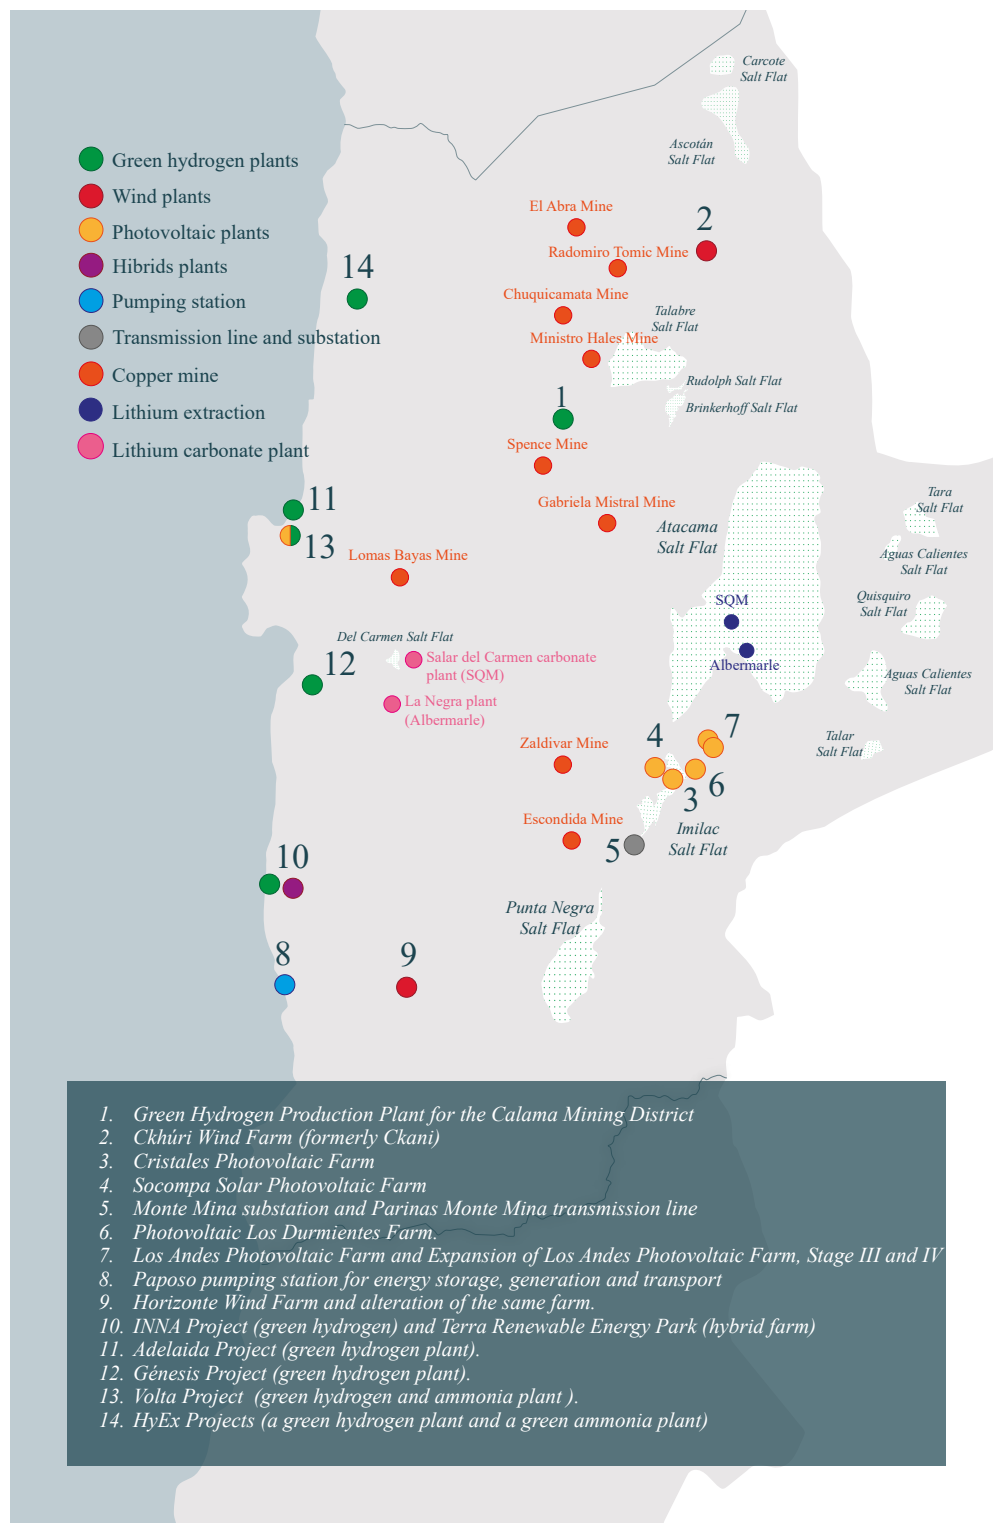 Carcote
Salt Flat
Ascotán
Salt Flat
Green hydrogen plants
Wind plants
Photovoltaic plants
Hibrids plants
Pumping station
Transmission line and substation
Copper mine
Lithium extraction
Lithium carbonate plant
El Abra Mine
2
Radomiro Tomic Mine
14
Chuquicamata Mine
Talabre
Salt Flat
Ministro Hales Mine
Rudolph Salt Flat
1
Brinkerhoff Salt Flat
Spence Mine
11
Gabriela Mistral Mine
Tara
Salt Flat
Atacama
Salt Flat
13
Lomas Bayas Mine
Aguas Calientes
Salt Flat
SQM
Quisquiro
Salt Flat
Del Carmen Salt Flat
12
Salar del Carmen carbonate
plant (SQM)
Albermarle
Aguas Calientes
Salt Flat
La Negra plant
(Albermarle)
Zaldivar Mine
4
7
Talar
Salt Flat
6
3
Escondida Mine
5
Imilac
Salt Flat
10
Punta Negra
Salt Flat
8
9
1. Green Hydrogen Production Plant for the Calama Mining District
2. Ckhúri Wind Farm (formerly Ckani)
3. Cristales Photovoltaic Farm
4. Socompa Solar Photovoltaic Farm
5. Monte Mina substation and Parinas Monte Mina transmission line
6. Photovoltaic Los Durmientes Farm.
7. Los Andes Photovoltaic Farm and Expansion of Los Andes Photovoltaic Farm, Stage III and IV
8. Paposo pumping station for energy storage, generation and transport
9. Horizonte Wind Farm and alteration of the same farm.
10. INNA Project (green hydrogen) and Terra Renewable Energy Park (hybrid farm)
11. Adelaida Project (green hydrogen plant).
12. Génesis Project (green hydrogen plant).
13. Volta Project (green hydrogen and ammonia plant ).
14. HyEx Projects (a green hydrogen plant and a green ammonia plant)